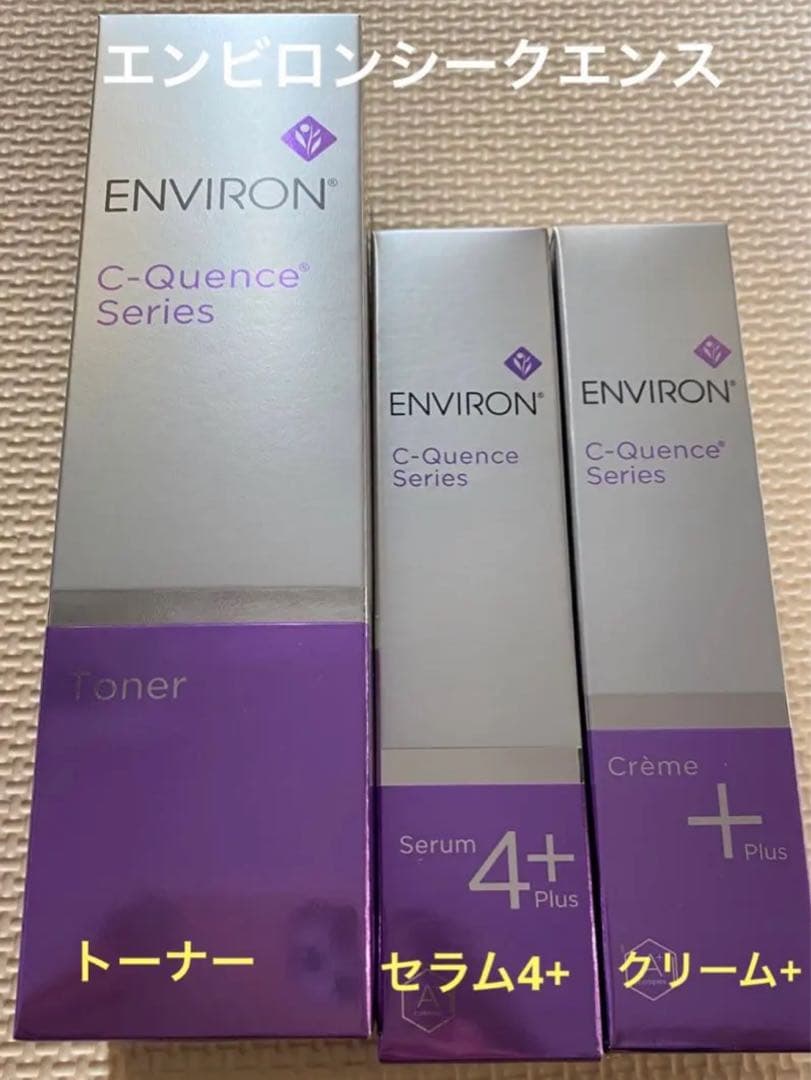 エンビロンシークエンス
ENVIRON®
C-Quence®
Series
Toner
トーナー
ENVIRON®
C-Quence
Series
Serum 4+
Plus
セラム4+
ENVIRON®
C-Quence®
Series
Crème
+
Plus
クリーム+